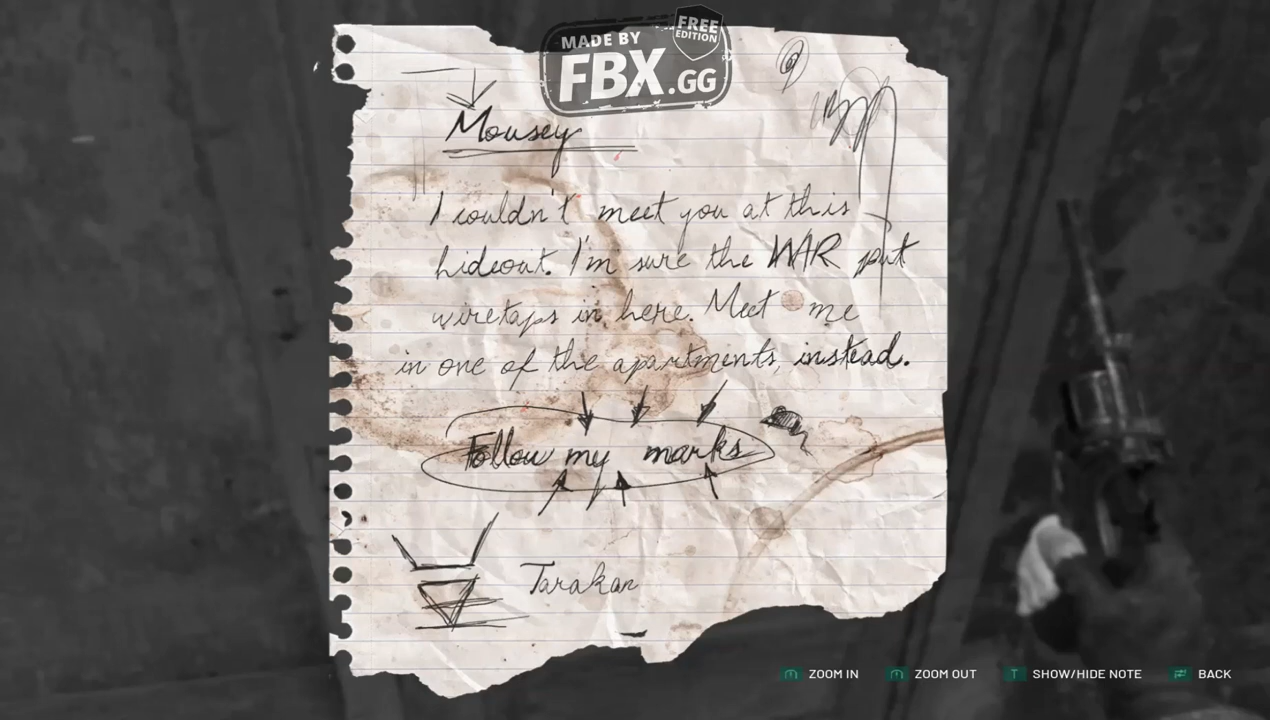 MADE BY
FREE
EDITION
FBX.GG
Mousey
I couldn't meet you at this
hideout. I'm sure the WAR put
wiretaps in here. Meet me
in one of the apartments, instead.
Follow my marks
Tarakan
ZOOM IN ZOOM OUT T SHOW/HIDE NOTE BACK